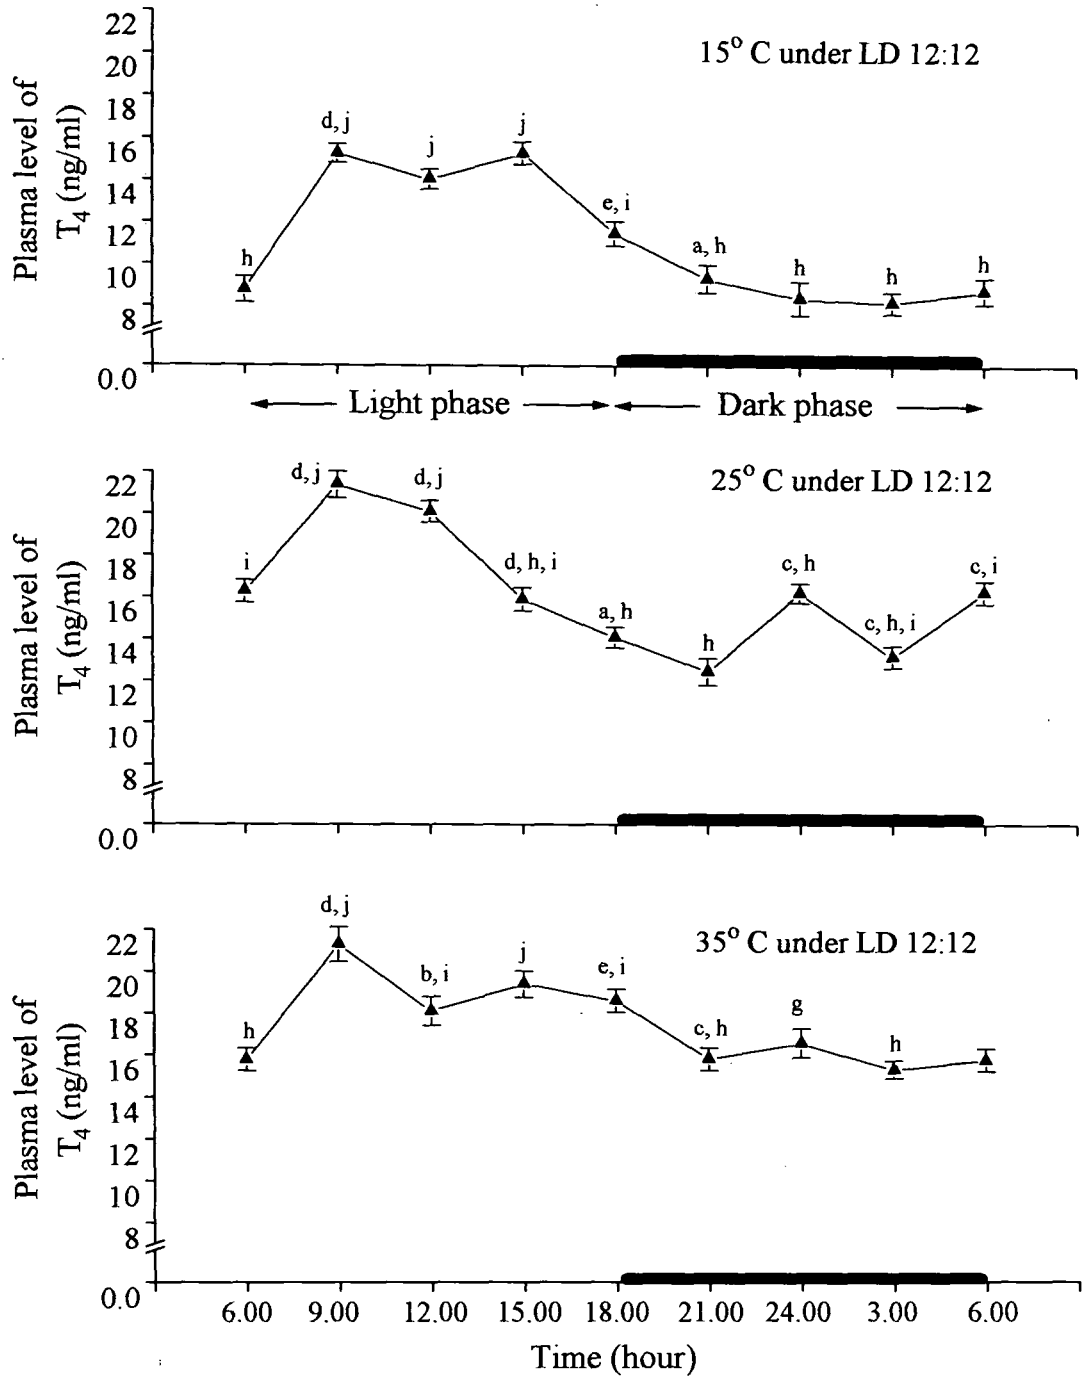 15° C under LD 12:12
Plasma level of
T4 (ng/ml)
22
20
18
16
14
12
10
8
0.0
h
d, j
j
j
e, i
a, h
h
h
h
Light phase
Dark phase
25° C under LD 12:12
Plasma level of
T4 (ng/ml)
22
20
18
16
14
12
10
8
0.0
i
d, j
d, j
d, h, i
a, h
h
c, h
c, h, i
c, i
35° C under LD 12:12
Plasma level of
T4 (ng/ml)
22
20
18
16
14
12
10
8
0.0
h
d, j
b, i
j
e, i
c, h
g
h
6.00 9.00 12.00 15.00 18.00 21.00 24.00 3.00 6.00
Time (hour)